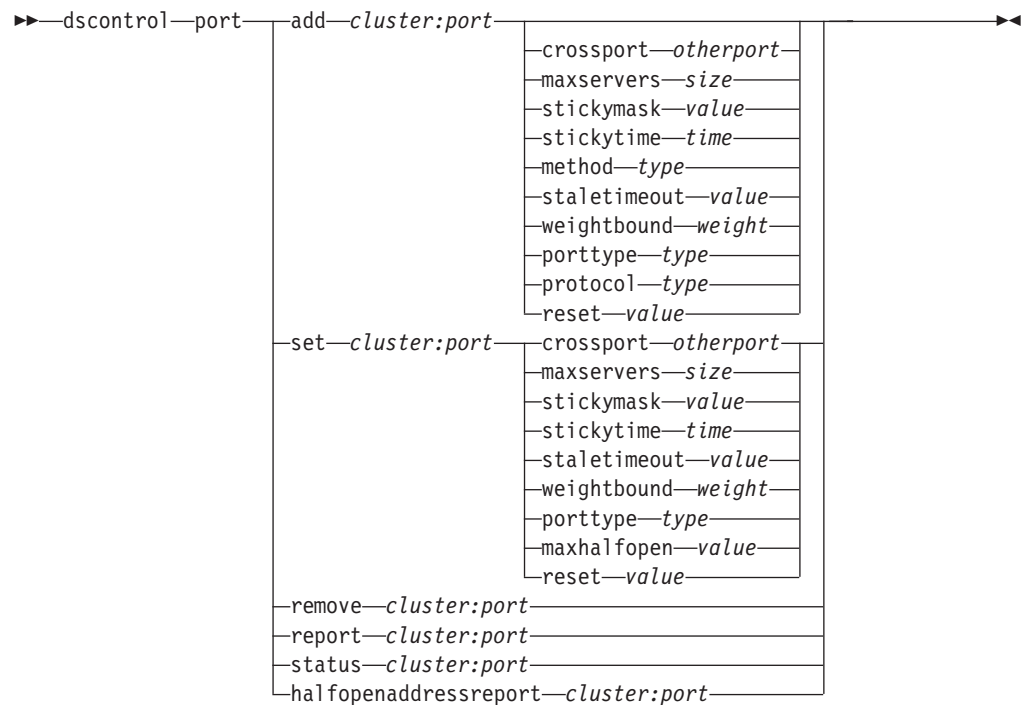 dscontrol port add cluster:port
crossport otherport
maxservers size
stickymask value
stickytime time
method type
staletimeout value
weightbound weight
porttype type
protocol type
reset value
set cluster:port crossport otherport
maxservers size
stickymask value
stickytime time
staletimeout value
weightbound weight
porttype type
maxhalfopen value
reset value
remove cluster:port
report cluster:port
status cluster:port
halfopenaddressreport cluster:port